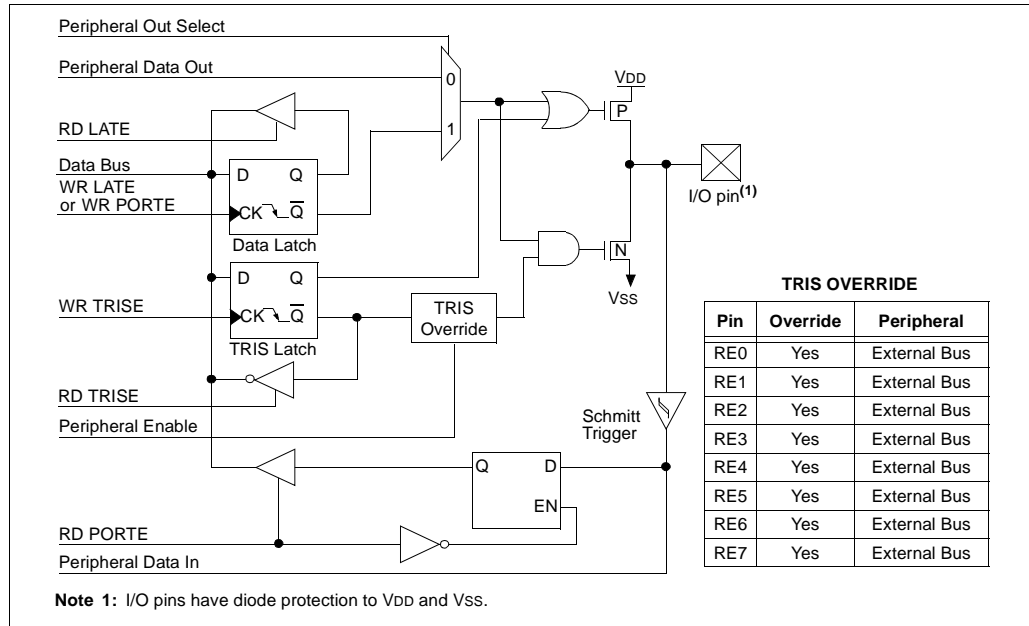 Peripheral Out Select
Peripheral Data Out
0
1
RD LATE
Data Bus
WR LATE
or WR PORTE
D Q
CK Q̅
Data Latch
D Q
CK Q̅
TRIS Latch
WR TRISE
TRIS
Override
RD TRISE
Peripheral Enable
Q D
EN
RD PORTE
Peripheral Data In
VDD
P
N
VSS
I/O pin(1)
Schmitt
Trigger
TRIS OVERRIDE
Pin Override Peripheral
RE0 Yes External Bus
RE1 Yes External Bus
RE2 Yes External Bus
RE3 Yes External Bus
RE4 Yes External Bus
RE5 Yes External Bus
RE6 Yes External Bus
RE7 Yes External Bus
Note 1: I/O pins have diode protection to VDD and VSS.